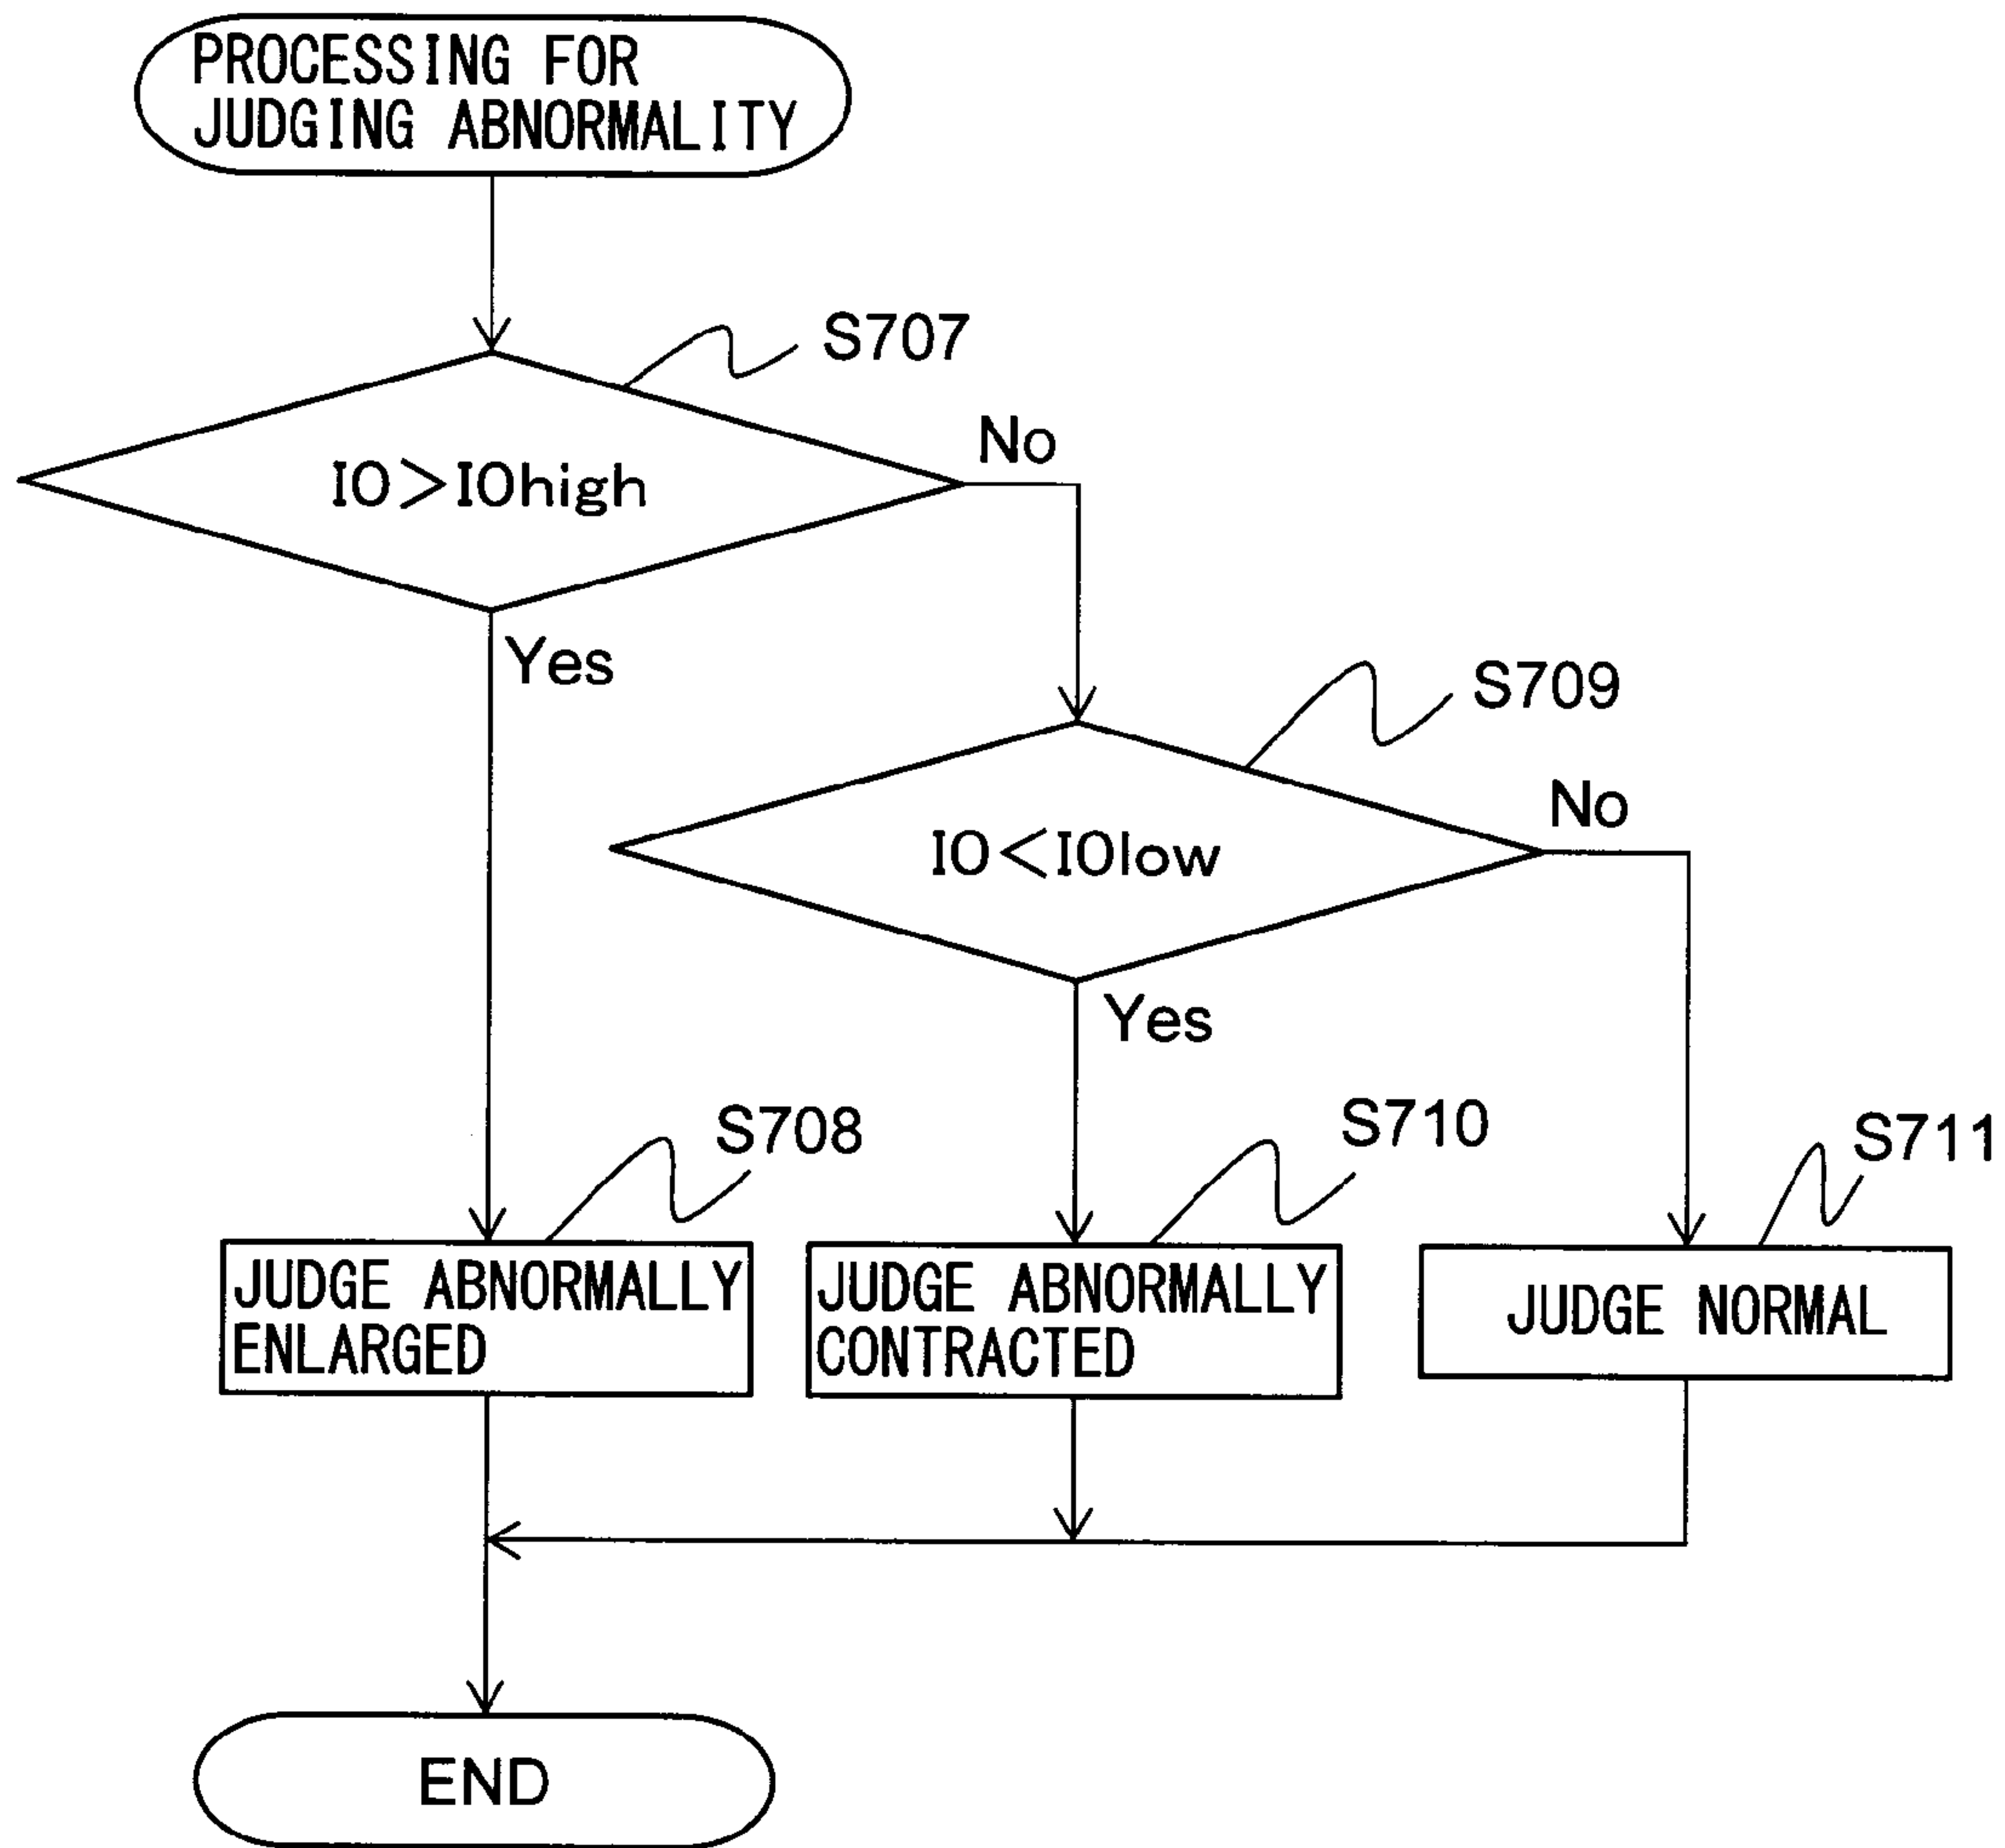 PROCESSING FOR
JUDGING ABNORMALITY
S707
IO>IOhigh
No
Yes
S709
IO<IOlow
No
Yes
S708
S710
S711
JUDGE ABNORMALLY
ENLARGED
JUDGE ABNORMALLY
CONTRACTED
JUDGE NORMAL
END